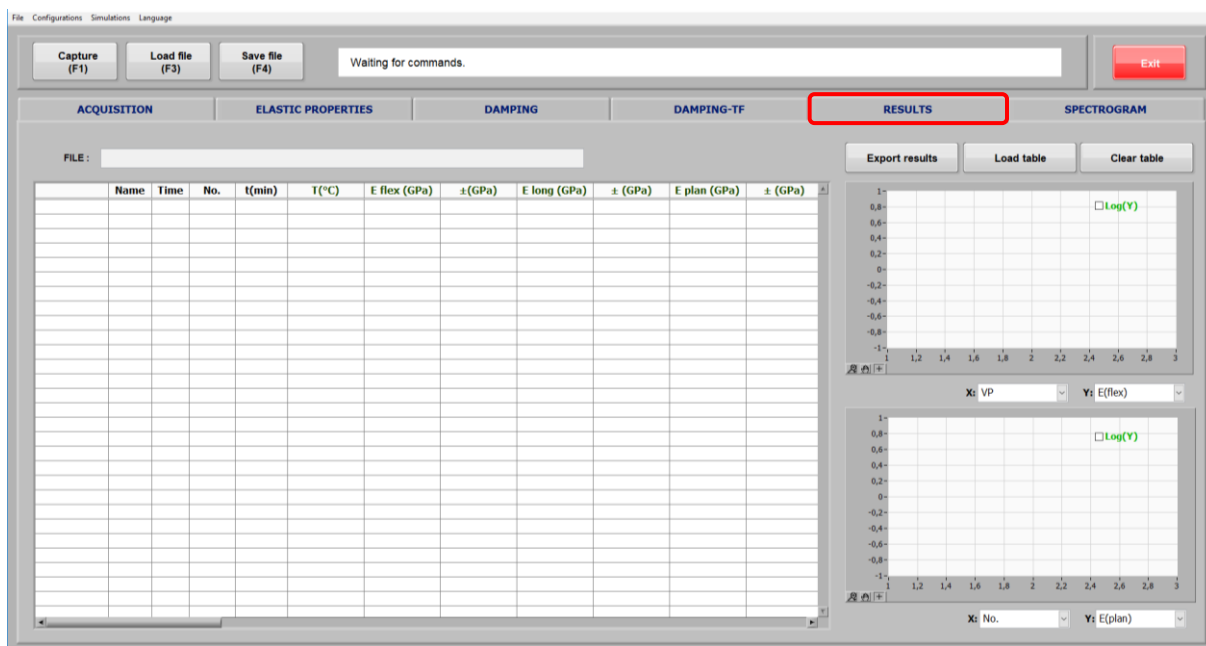 File Configurations Simulations Language
Capture (F1) Load file (F3) Save file (F4) Waiting for commands. Exit
ACQUISITION ELASTIC PROPERTIES DAMPING DAMPING-TF RESULTS SPECTROGRAM
FILE : Export results Load table Clear table
Name Time No. t(min) T(°C) E flex (GPa) ±(GPa) E long (GPa) ± (GPa) E plan (GPa) ± (GPa)
1
Log(Y)
0,8
0,6
0,4
0,2
0
-0,2
-0,4
-0,6
-0,8
-1
1 1,2 1,4 1,6 1,8 2 2,2 2,4 2,6 2,8 3
X: VP Y: E(flex)
1
Log(Y)
0,8
0,6
0,4
0,2
0
-0,2
-0,4
-0,6
-0,8
-1
1 1,2 1,4 1,6 1,8 2 2,2 2,4 2,6 2,8 3
X: No. Y: E(plan)